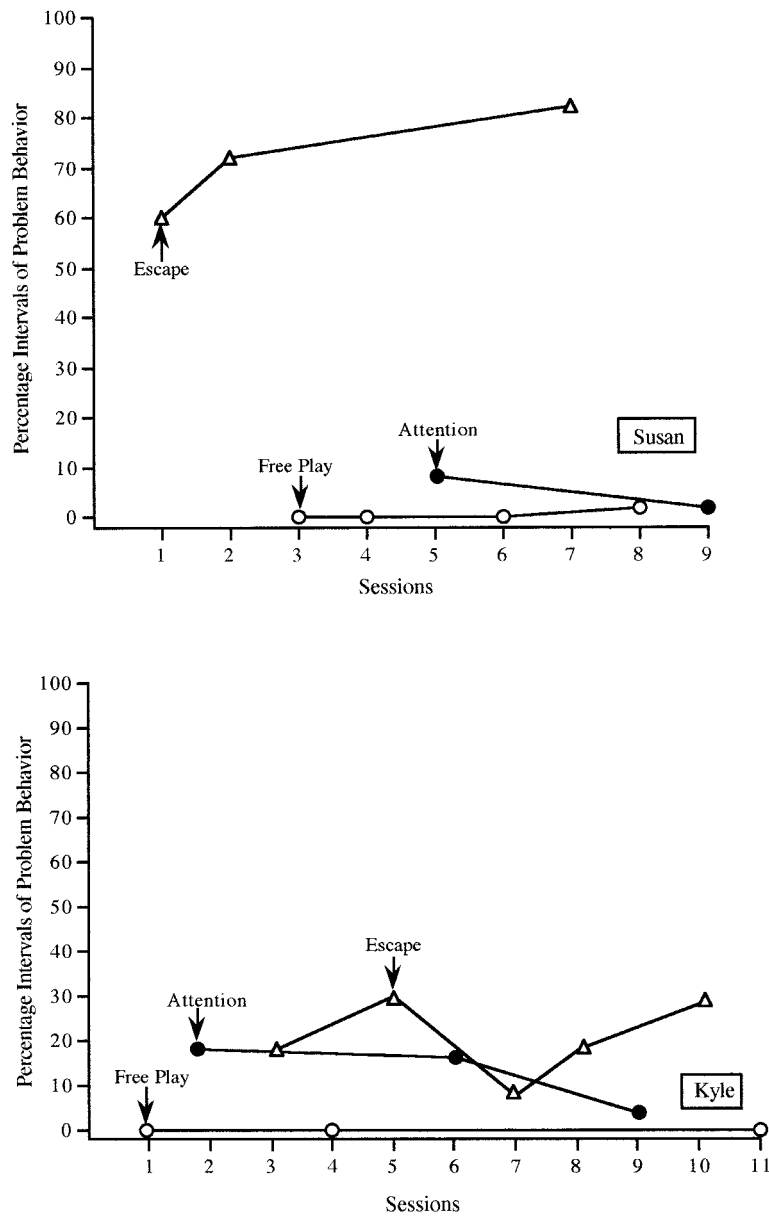 Percentage Intervals of Problem Behavior
100
90
80
70
60
50
40
30
20
10
0
Escape
Free Play
Attention
Susan
1 2 3 4 5 6 7 8 9
Sessions
Percentage Intervals of Problem Behavior
100
90
80
70
60
50
40
30
20
10
0
Escape
Attention
Free Play
Kyle
1 2 3 4 5 6 7 8 9 10 11
Sessions